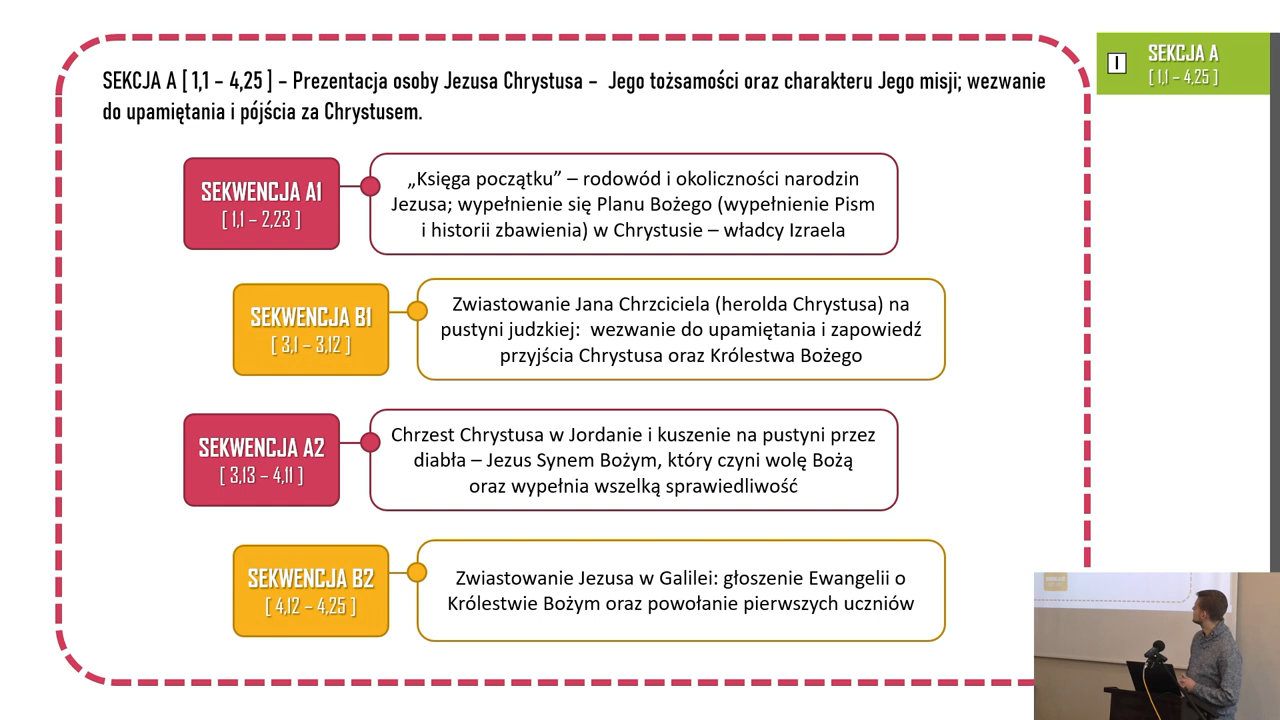 SEKCJA A [ 1,1 – 4,25 ] – Prezentacja osoby Jezusa Chrystusa – Jego tożsamości oraz charakteru Jego misji; wezwanie
do upamiętania i pójścia za Chrystusem.
I
SEKCJA A
[ 1,1 – 4,25 ]
SEKWENCJA A1
[ 1,1 – 2,23 ]
„Księga początku” – rodowód i okoliczności narodzin
Jezusa; wypełnienie się Planu Bożego (wypełnienie Pism
i historii zbawienia) w Chrystusie – władcy Izraela
SEKWENCJA B1
[ 3,1 – 3,12 ]
Zwiastowanie Jana Chrzciciela (herolda Chrystusa) na
pustyni judzkiej: wezwanie do upamiętania i zapowiedź
przyjścia Chrystusa oraz Królestwa Bożego
SEKWENCJA A2
[ 3,13 – 4,11 ]
Chrzest Chrystusa w Jordanie i kuszenie na pustyni przez
diabła – Jezus Synem Bożym, który czyni wolę Bożą
oraz wypełnia wszelką sprawiedliwość
SEKWENCJA B2
[ 4,12 – 4,25 ]
Zwiastowanie Jezusa w Galilei: głoszenie Ewangelii o
Królestwie Bożym oraz powołanie pierwszych uczniów